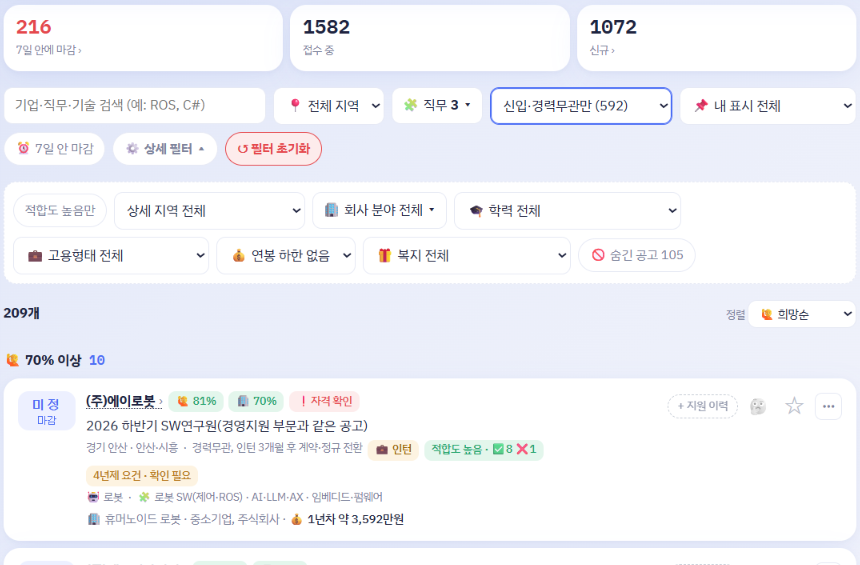 216
7일 안에 마감 ›
1582
접수 중
1072
신규 ›
기업·직무·기술 검색 (예: ROS, C#)
전체 지역
직무 3
신입·경력무관만 (592)
내 표시 전체
7일 안 마감
상세 필터
↺ 필터 초기화
적합도 높음만
상세 지역 전체
회사 분야 전체
학력 전체
고용형태 전체
연봉 하한 없음
복지 전체
숨긴 공고 105
209개
정렬 희망순
70% 이상 10
미정
마감
(주)에이로봇 › 81% 70% ❗자격 확인
+ 지원 이력
2026 하반기 SW연구원(경영지원 부문과 같은 공고)
경기 안산 · 안산·시흥 · 경력무관, 인턴 3개월 후 계약·정규 전환 인턴 적합도 높음 · ✅8 ❌1
4년제 요건 · 확인 필요
로봇 · 로봇 SW(제어·ROS) · AI·LLM·AX · 임베디드·펌웨어
휴머노이드 로봇 · 중소기업, 주식회사 · 1년차 약 3,592만원